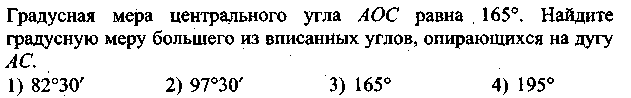 Градусная мера центрального угла AOC равна 165°. Найдите
градусную меру большего из вписанных углов, опирающихся на дугу
AC.
1) 82°30′ 2) 97°30′ 3) 165° 4) 195°